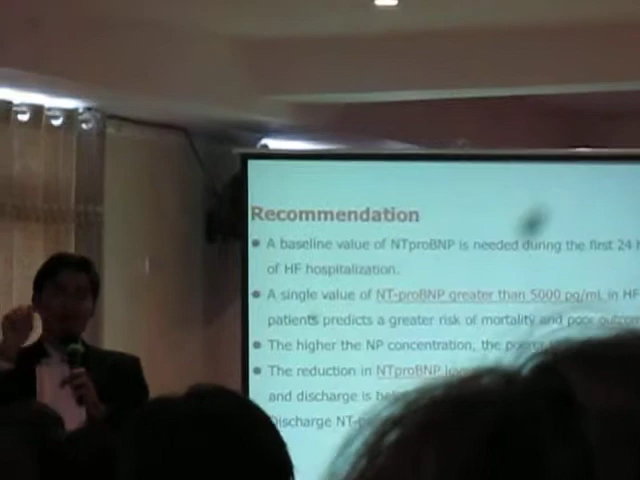 Recommendation
• A baseline value of NTproBNP is needed during the first 24
of HF hospitalization.
• A single value of NT-proBNP greater than 5000 pg/mL in HF
patients predicts a greater risk of mortality and poor outcom
• The higher the NP concentration, the
• The reduction in NTproBNP
and discharge is
Discharge NT-